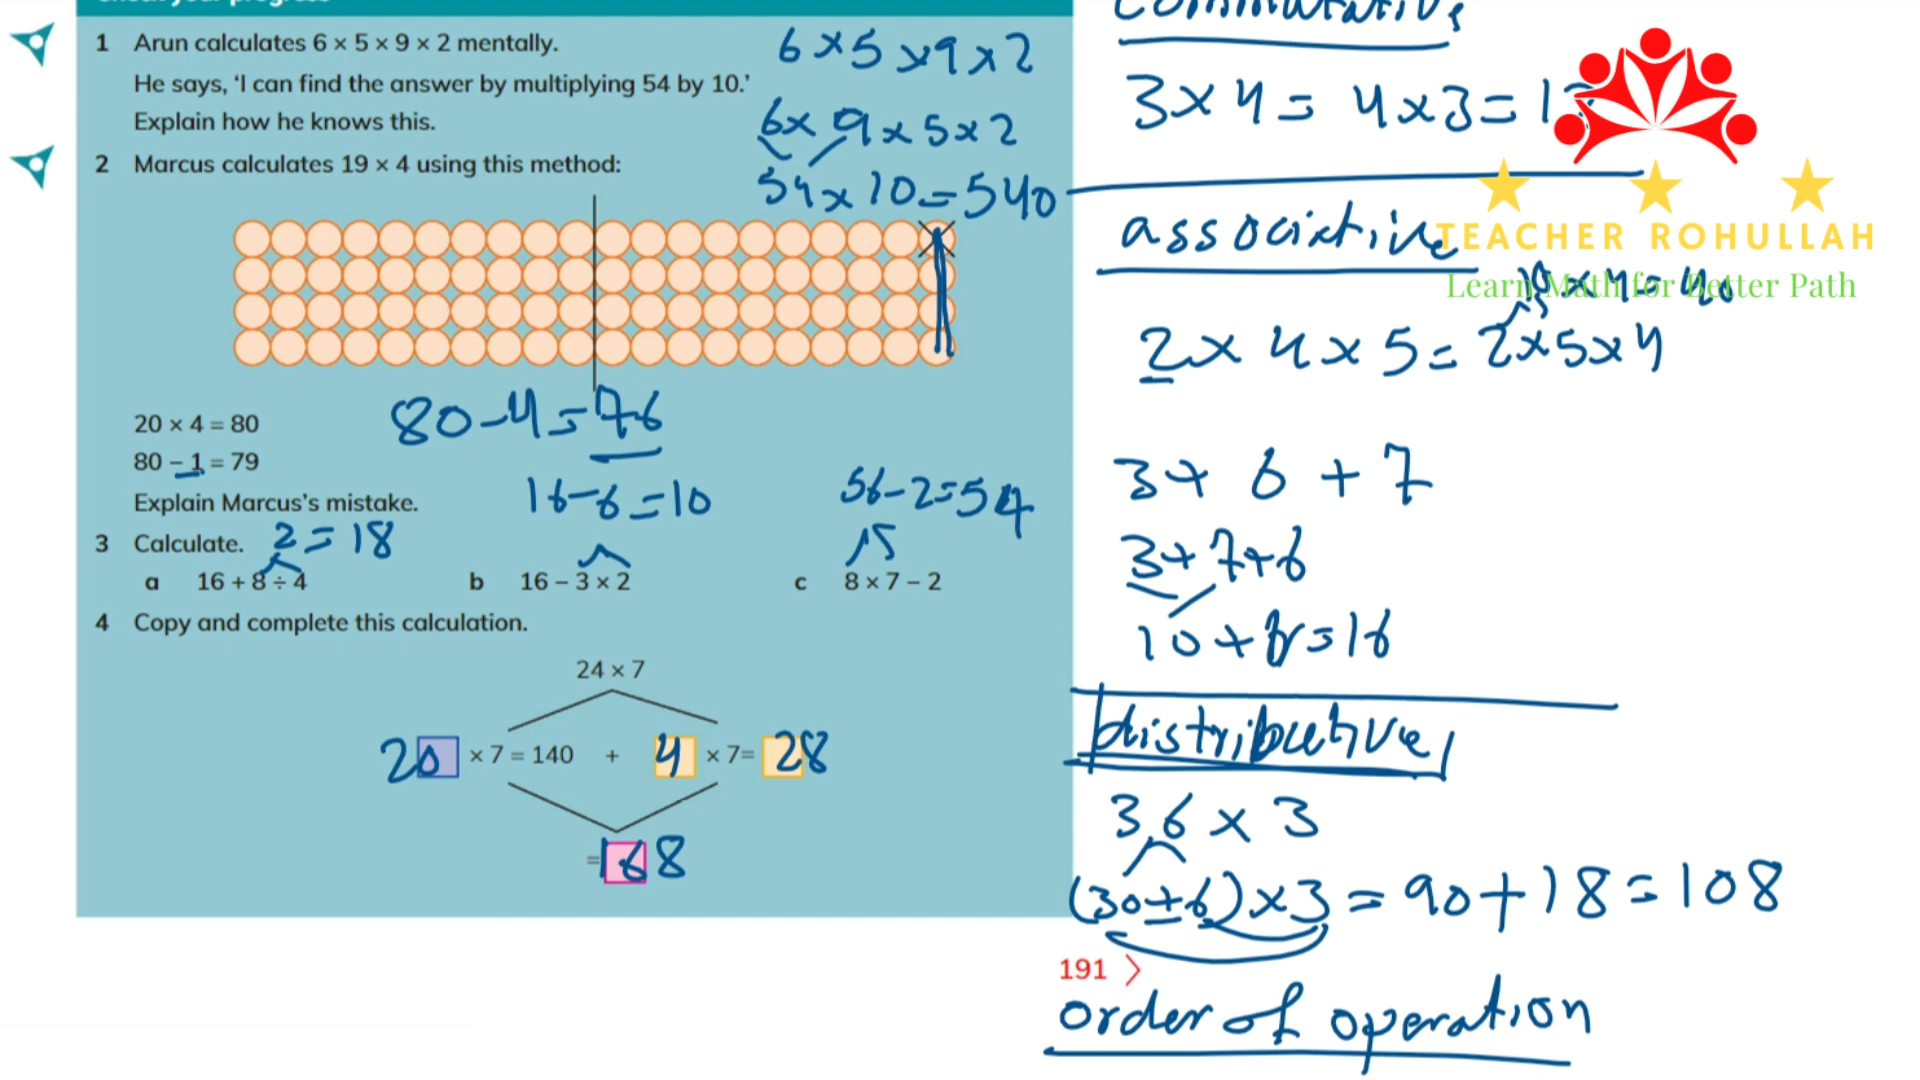 1 Arun calculates 6 × 5 × 9 × 2 mentally.
He says, 'I can find the answer by multiplying 54 by 10.'
Explain how he knows this.
6 × 5 × 9 × 2
6 × 9 × 5 × 2
54 × 10 = 540
2 Marcus calculates 19 × 4 using this method:
20 × 4 = 80
80 − 1 = 79
80 - 4 = 76
Explain Marcus's mistake.
3 Calculate.
2 = 18
16 - 6 = 10
56 - 2 = 54
a 16 + 8 ÷ 4
b 16 − 3 × 2
c 8 × 7 − 2
4 Copy and complete this calculation.
24 × 7
20 × 7 = 140 + 4 × 7= 28
= 168
3 × 4 = 4 × 3 =
associative
TEACHER ROHULLAH
Learn Math for Better Path
10 × 4 = 40
2 × 4 × 5 = 2 × 5 × 4
3 + 6 + 7
3 + 7 + 6
10 + 6 = 16
distributive
36 × 3
(30 + 6) × 3 = 90 + 18 = 108
191
order of operation